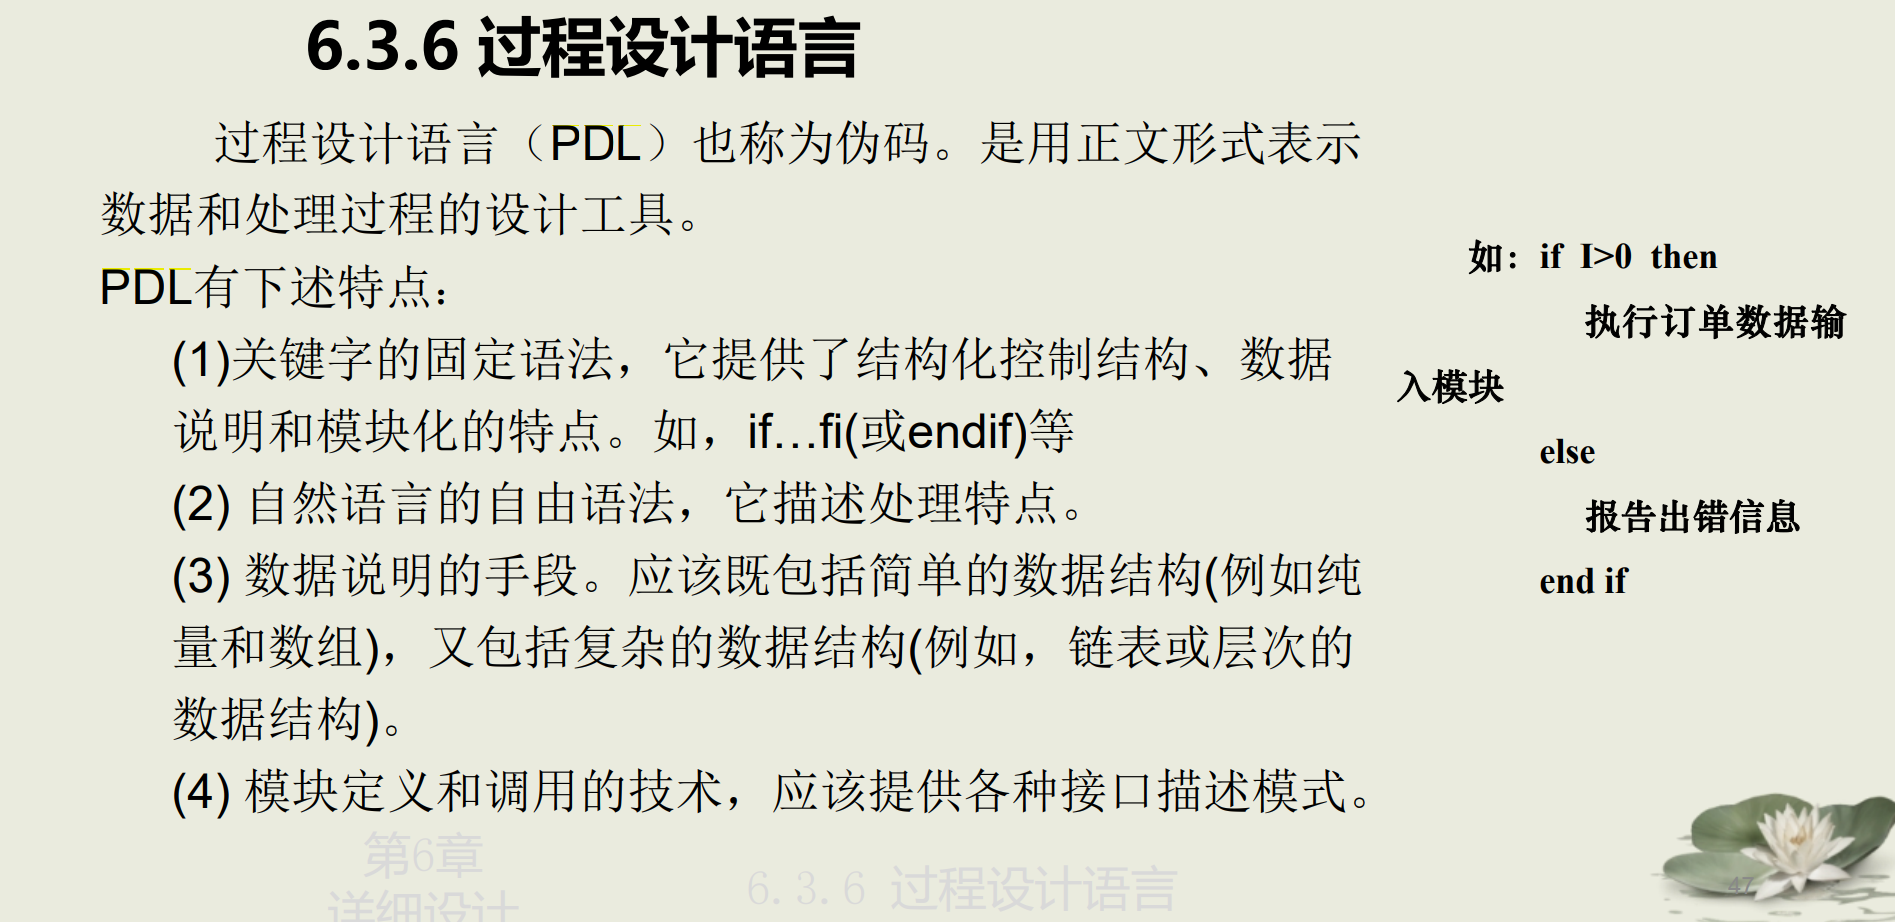 6.3.6 过程设计语言
过程设计语言（PDL）也称为伪码。是用正文形式表示
数据和处理过程的设计工具。
PDL有下述特点：
(1)关键字的固定语法，它提供了结构化控制结构、数据
说明和模块化的特点。如，if…fi(或endif)等
(2) 自然语言的自由语法，它描述处理特点。
(3) 数据说明的手段。应该既包括简单的数据结构(例如纯
量和数组)，又包括复杂的数据结构(例如，链表或层次的
数据结构)。
(4) 模块定义和调用的技术，应该提供各种接口描述模式。
如：if I>0 then
执行订单数据输
入模块
else
报告出错信息
end if
第6章
详细设计
6.3.6 过程设计语言
47